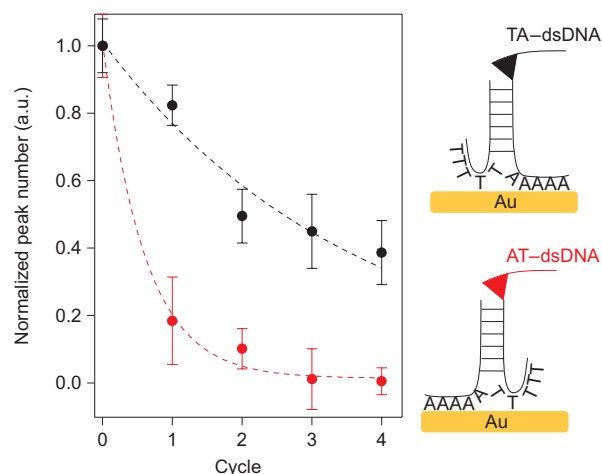 Normalized peak number (a.u.)
1.0
0.8
0.6
0.4
0.2
0.0
0
1
2
3
4
Cycle
TA–dsDNA
TTT
T
T
A
AAAA
Au
AT–dsDNA
AAAA
A
T
T
TTT
Au